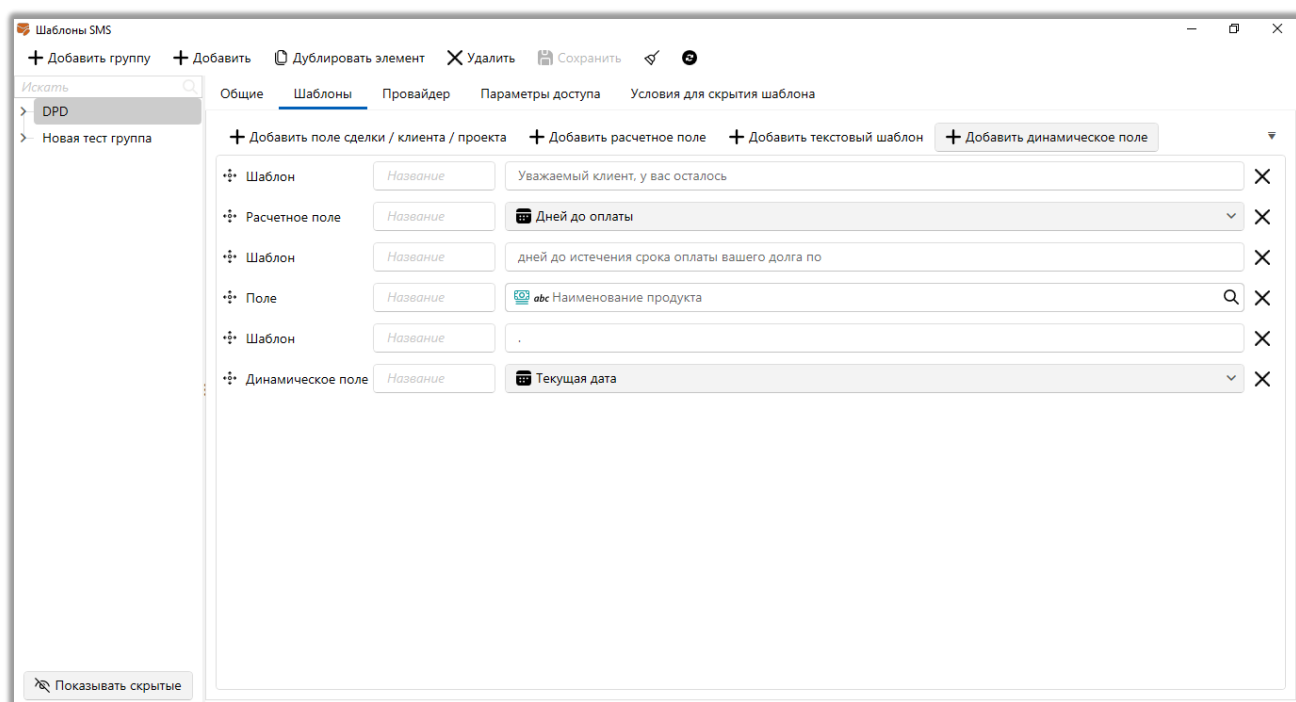 Шаблоны SMS
Добавить группу Добавить Дублировать элемент Удалить Сохранить
Искать
Общие Шаблоны Провайдер Параметры доступа Условия для скрытия шаблона
DPD
Новая тест группа
Добавить поле сделки / клиента / проекта Добавить расчетное поле Добавить текстовый шаблон Добавить динамическое поле
Шаблон Название Уважаемый клиент, у вас осталось
Расчетное поле Название Дней до оплаты
Шаблон Название дней до истечения срока оплаты вашего долга по
Поле Название abc Наименование продукта
Шаблон Название .
Динамическое поле Название Текущая дата
Показывать скрытые